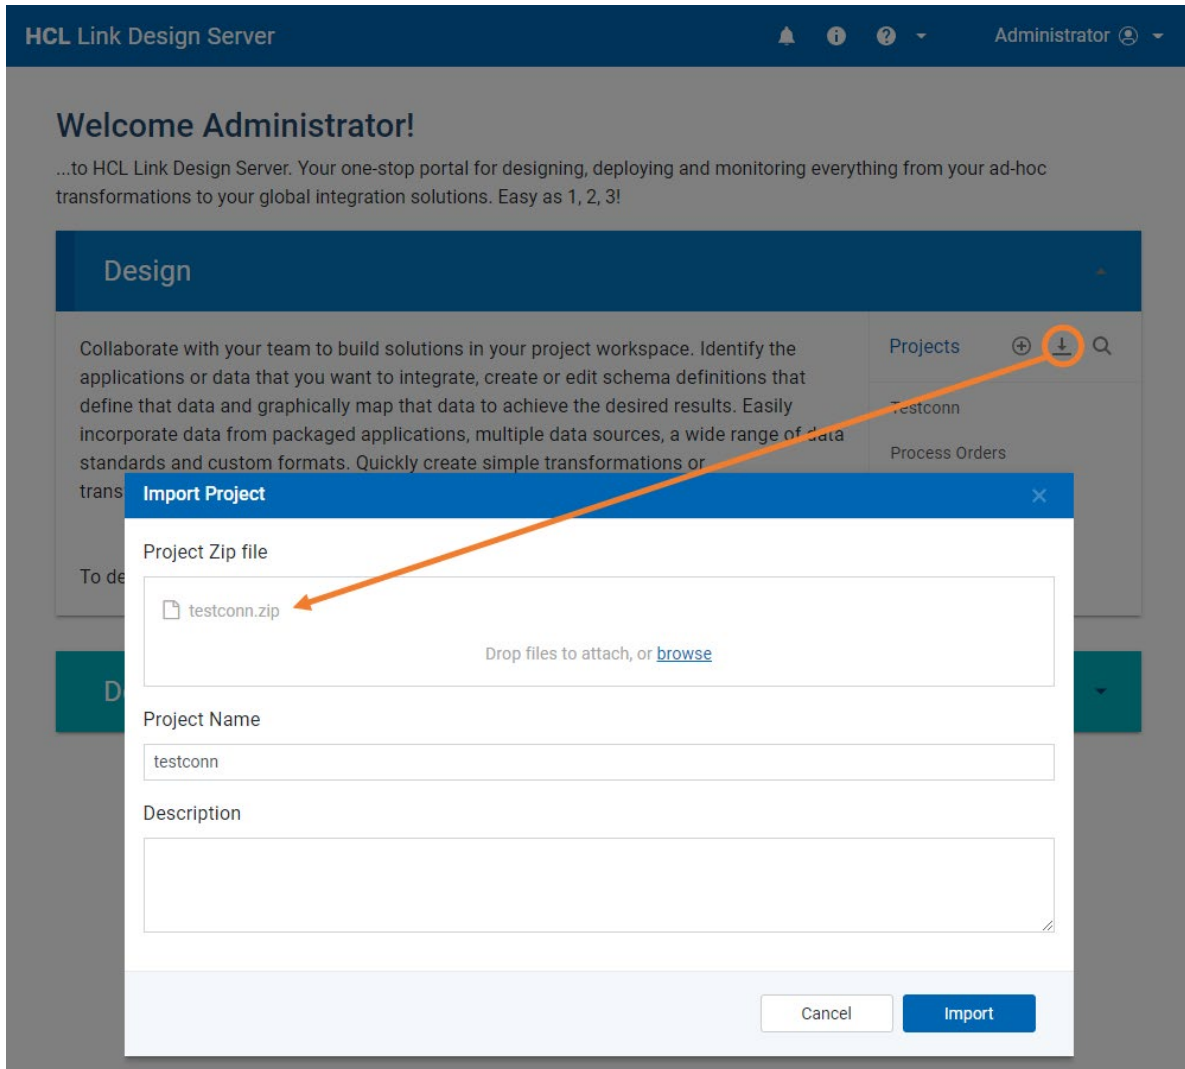 HCL Link Design Server
Administrator
Welcome Administrator!
...to HCL Link Design Server. Your one-stop portal for designing, deploying and monitoring everything from your ad-hoc
transformations to your global integration solutions. Easy as 1, 2, 3!
Design
Collaborate with your team to build solutions in your project workspace. Identify the
applications or data that you want to integrate, create or edit schema definitions that
define that data and graphically map that data to achieve the desired results. Easily
incorporate data from packaged applications, multiple data sources, a wide range of data
standards and custom formats. Quickly create simple transformations or
trans
To de
Projects
Testconn
Process Orders
D
Import Project
Project Zip file
testconn.zip
Drop files to attach, or browse
Project Name
testconn
Description
Cancel
Import